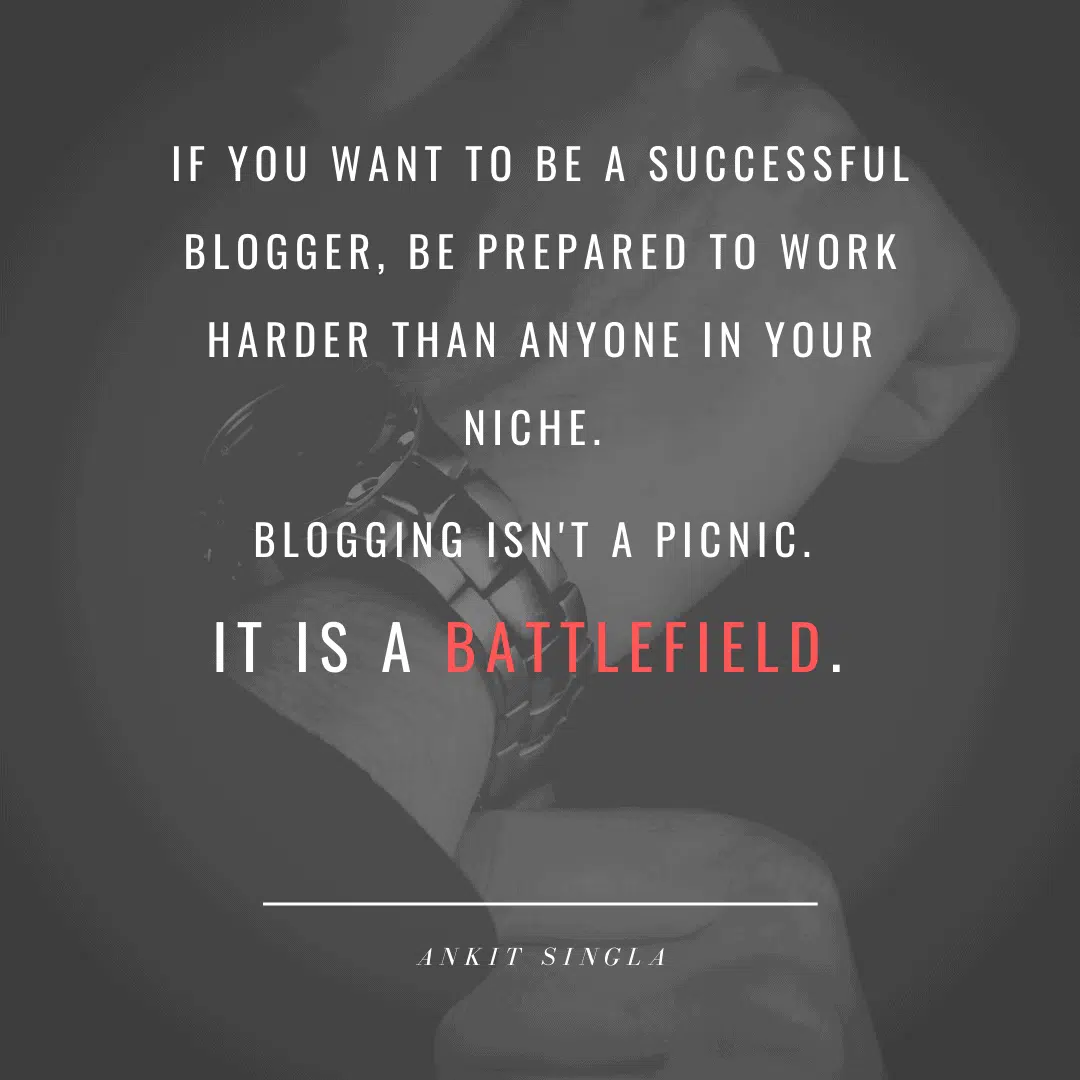 IF YOU WANT TO BE A SUCCESSFUL
BLOGGER, BE PREPARED TO WORK
HARDER THAN ANYONE IN YOUR
NICHE.
BLOGGING ISN'T A PICNIC.
IT IS A BATTLEFIELD.
ANKIT SINGLA